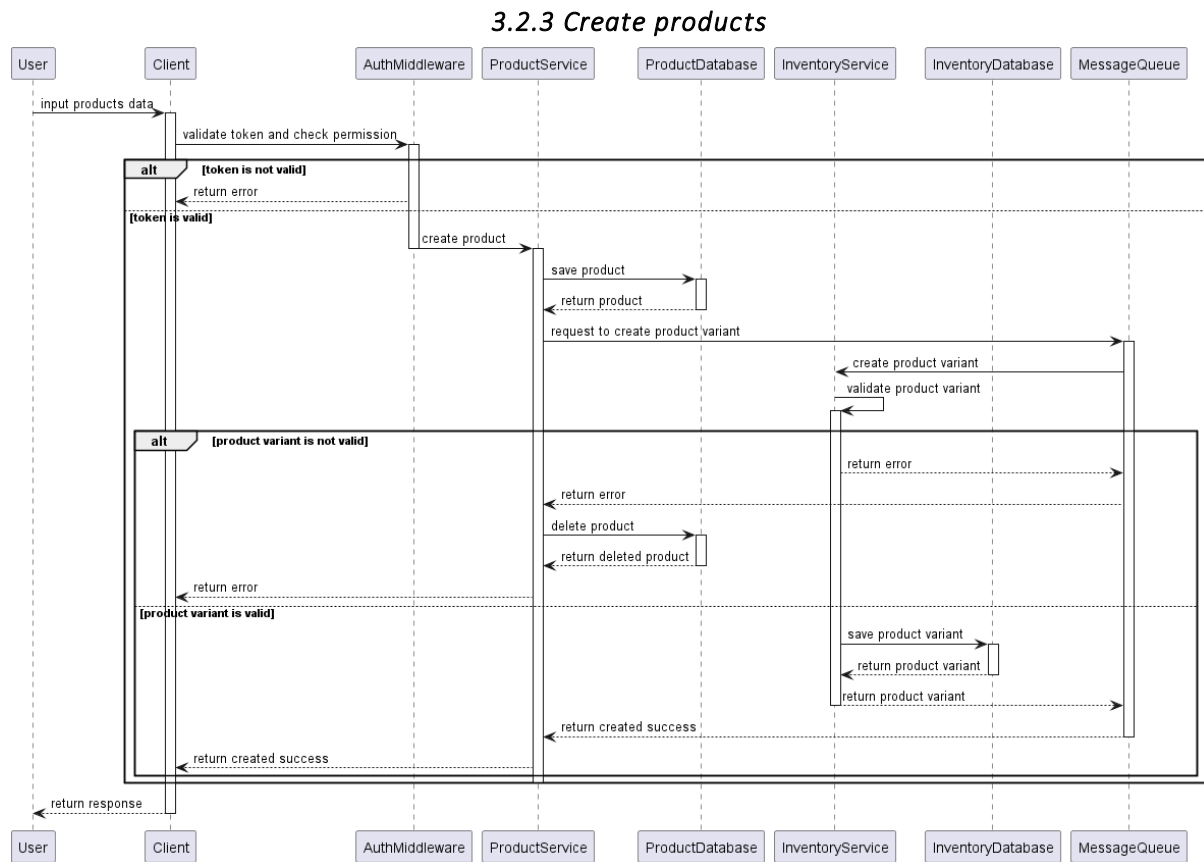 3.2.3 Create products
User Client AuthMiddleware ProductService ProductDatabase InventoryService InventoryDatabase MessageQueue
input products data
validate token and check permission
alt [token is not valid]
return error
[token is valid]
create product
save product
return product
request to create product variant
create product variant
validate product variant
alt [product variant is not valid]
return error
return error
delete product
return deleted product
return error
[product variant is valid]
save product variant
return product variant
return product variant
return created success
return created success
return response
User Client AuthMiddleware ProductService ProductDatabase InventoryService InventoryDatabase MessageQueue